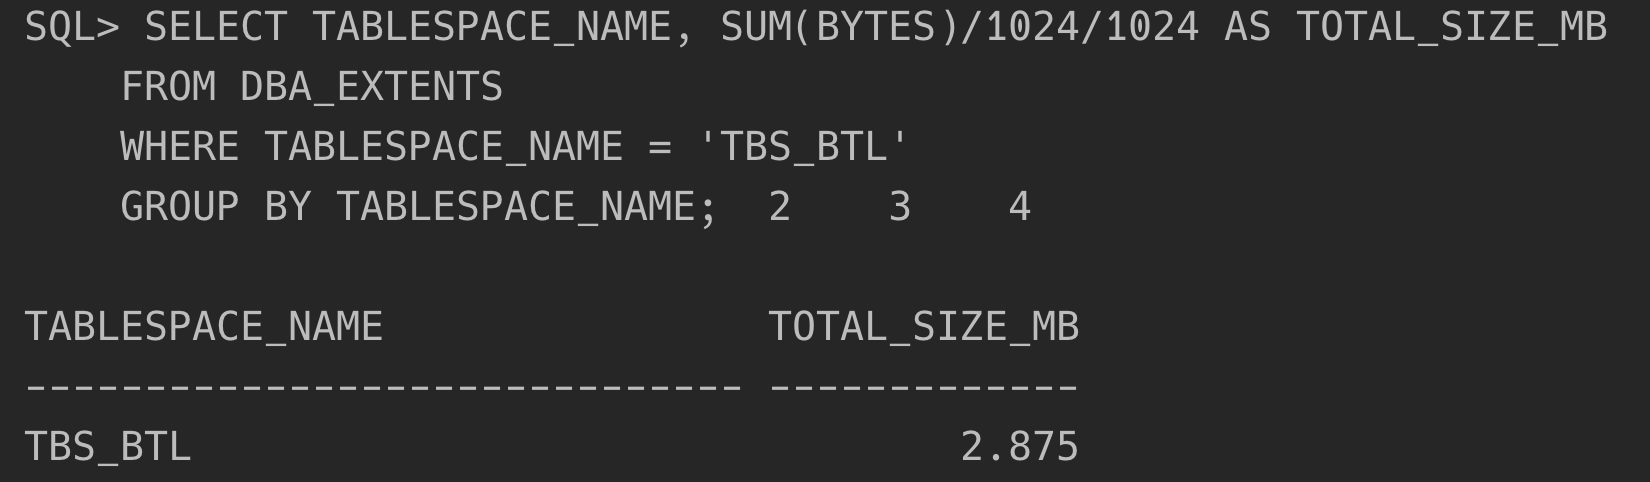 SQL> SELECT TABLESPACE_NAME, SUM(BYTES)/1024/1024 AS TOTAL_SIZE_MB
FROM DBA_EXTENTS
WHERE TABLESPACE_NAME = 'TBS_BTL'
GROUP BY TABLESPACE_NAME;  2    3    4
TABLESPACE_NAME                TOTAL_SIZE_MB
------------------------------ -------------
TBS_BTL                                2.875